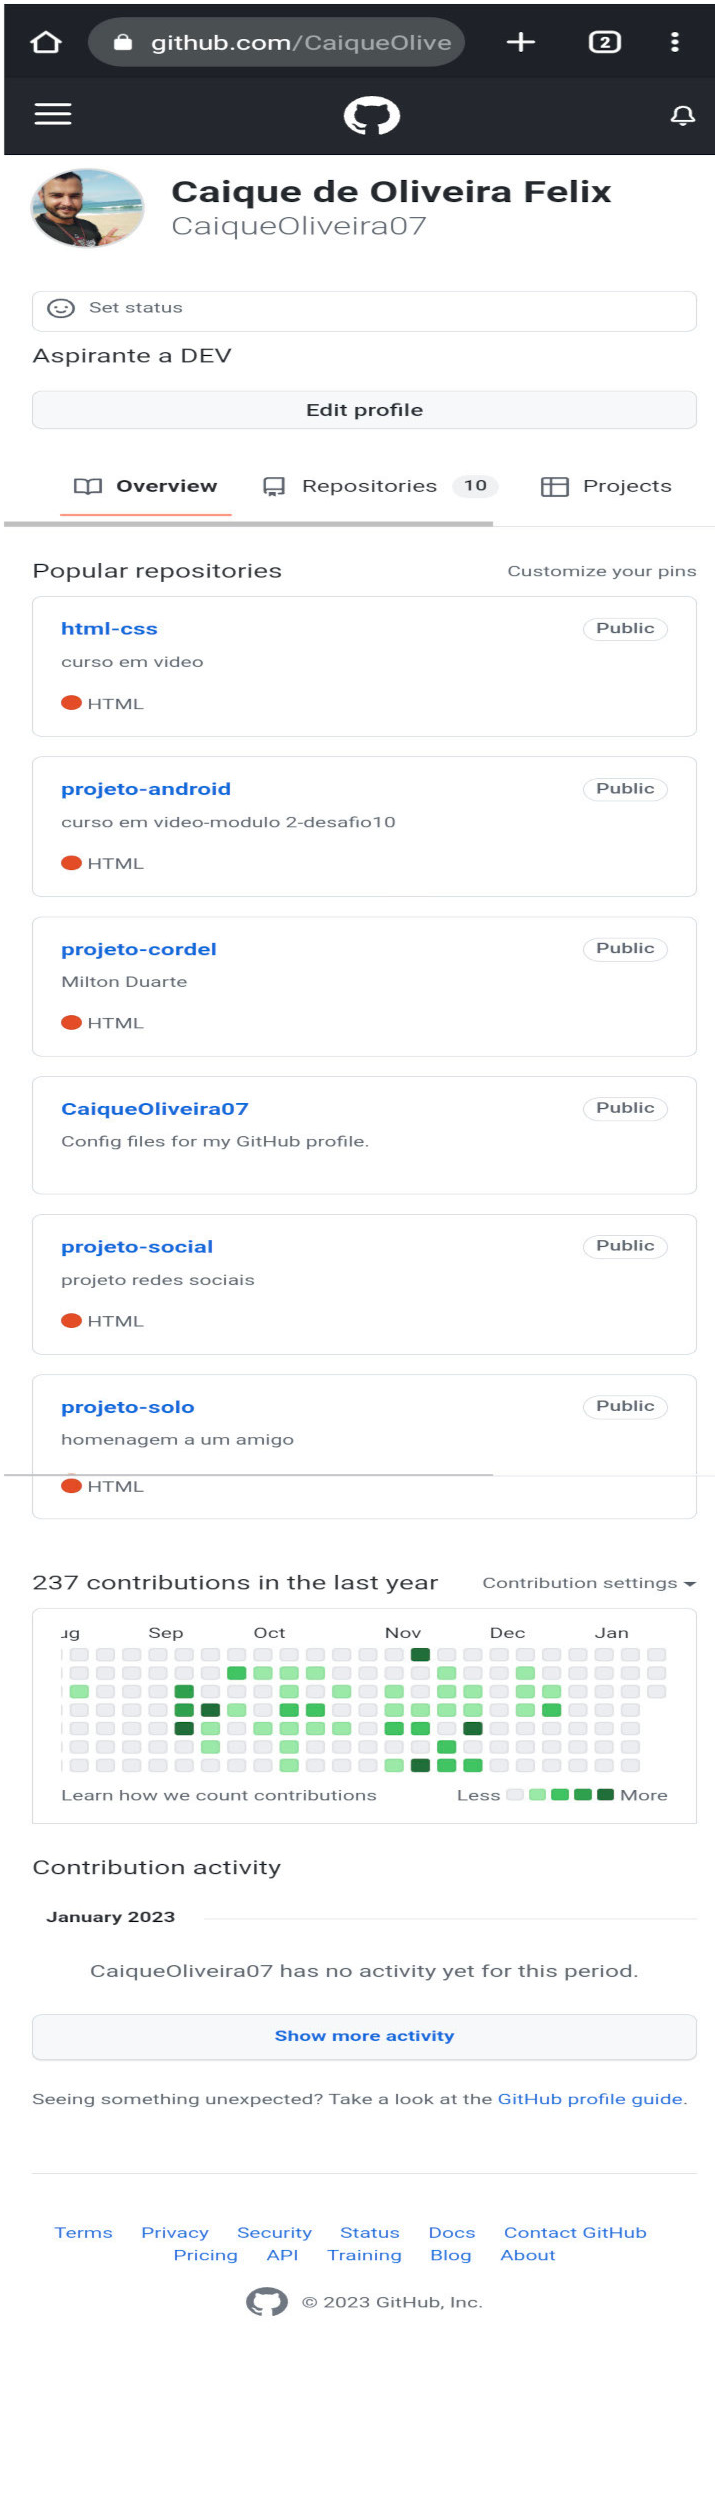 github.com/CaiqueOlive
2
Caique de Oliveira Felix
CaiqueOliveira07
Set status
Aspirante a DEV
Edit profile
Overview Repositories 10 Projects
Popular repositories Customize your pins
html-css Public
curso em video
HTML
projeto-android Public
curso em video-modulo 2-desafio10
HTML
projeto-cordel Public
Milton Duarte
HTML
CaiqueOliveira07 Public
Config files for my GitHub profile.
projeto-social Public
projeto redes sociais
HTML
projeto-solo Public
homenagem a um amigo
HTML
237 contributions in the last year Contribution settings
ug Sep Oct Nov Dec Jan
Learn how we count contributions Less More
Contribution activity
January 2023
CaiqueOliveira07 has no activity yet for this period.
Show more activity
Seeing something unexpected? Take a look at the GitHub profile guide.
Terms Privacy Security Status Docs Contact GitHub
Pricing API Training Blog About
© 2023 GitHub, Inc.